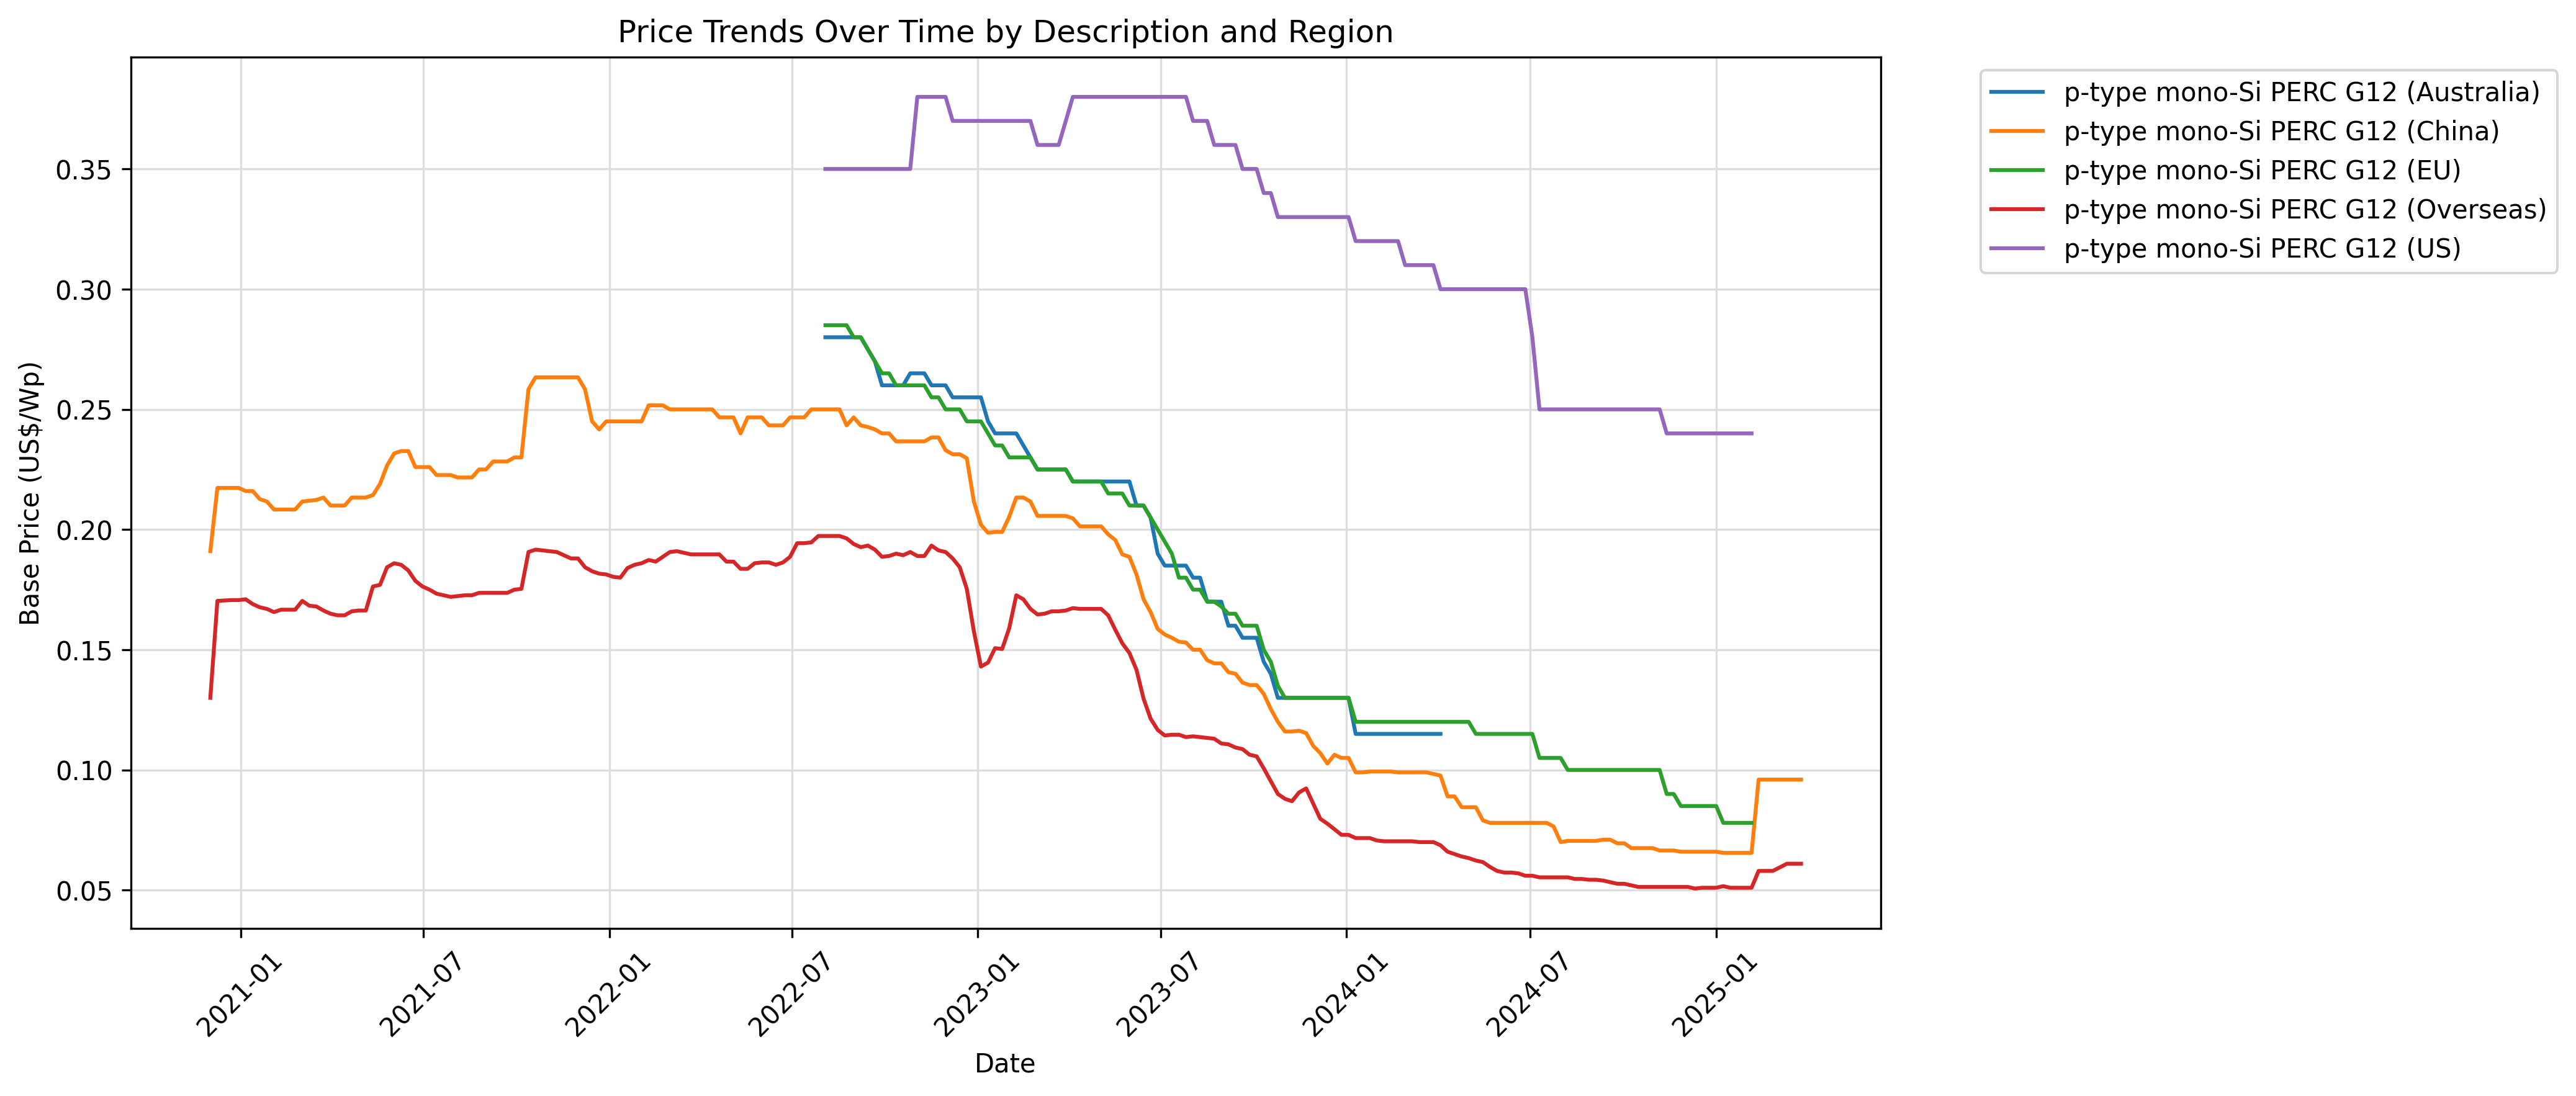 Price Trends Over Time by Description and Region
p-type mono-Si PERC G12 (Australia)
p-type mono-Si PERC G12 (China)
p-type mono-Si PERC G12 (EU)
p-type mono-Si PERC G12 (Overseas)
p-type mono-Si PERC G12 (US)
Base Price (US$/Wp)
0.35
0.30
0.25
0.20
0.15
0.10
0.05
2021-01
2021-07
2022-01
2022-07
2023-01
2023-07
2024-01
2024-07
2025-01
Date